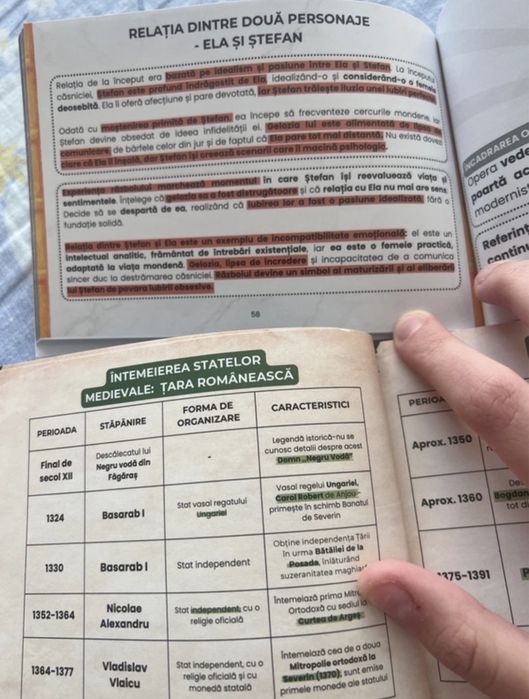 RELAȚIA DINTRE DOUĂ PERSONAJE
- ELA ȘI ȘTEFAN
Relația de la început era bazată pe idealism și pasiune între Ela și Ștefan. La începutul
căsniciei, Ștefan este profund îndrăgostit de Ela, idealizând-o și considerând-o o femeie
deosebită. Ela îi oferă afecțiune și pare devotată, iar Ștefan trăiește iluzia unei iubiri
Odată cu moștenirea primită de Ștefan, ea începe să frecventeze cercurile mondene, iar
Ștefan devine obsedat de ideea infidelității ei. Gelozia lui este alimentată de lipsa de
comunicare, de bârfele celor din jur și de faptul că Ela pare tot mai distantă. Nu există dovezi
clare că Ela îl înșală, dar Ștefan își creează scenarii care îl macină psihologic.
Experiența războiului marchează momentul în care Ștefan își reevaluează viața și
sentimentele. Înțelege că gelozia sa a fost distrugătoare și că relația cu Ela nu mai are sens.
Decide să se despartă de ea, realizând că iubirea lor a fost o pasiune idealizată, fără o
fundație solidă.
Relația dintre Ștefan și Ela este un exemplu de incompatibilitate emoțională: el este un
intelectual analitic, frământat de întrebări existențiale, iar ea este o femeie practică,
adaptată la viața mondenă. Gelozia, lipsa de încredere și incapacitatea de a comunica
sincer duc la destrămarea căsniciei. Războiul devine un simbol al maturizării și al eliberării
lui Ștefan de povara iubirii obsesive.
58
ÎNCADRAREA
Opera vede
poartă ac
modernis
Referint
contin
ÎNTEMEIEREA STATELOR
MEDIEVALE: ȚARA ROMÂNEASCĂ
PERIOADA STĂPÂNIRE FORMA DE ORGANIZARE CARACTERISTICI
Final de
secol XII
Descălecatul lui
Negru vodă din
Făgăraș
-
Legendă istorică-nu se
cunosc detalii despre acest
Domn „Negru Vodă”
1324
Basarab I
Stat vasal regatului
Ungariei
Vasal regelui Ungariei,
Carol Robert de Anjou-
primește în schimb Banatul
de Severin
1330
Basarab I
Stat independent
Obține independența Țării
în urma Bătăliei de la
Posada, înlăturând
suzeranitatea maghiar
1352-1364
Nicolae
Alexandru
Stat independent, cu o
religie oficială
Întemeiază prima Mitro
Ortodoxă cu sediul la
Curtea de Argeș
1364-1377
Vladislav
Vlaicu
Stat independent, cu o
religie oficială și cu
monedă statală
Întemeiază cea de a doua
Mitropolie ortodoxă la
Severin (1370); sunt emise
primele monede ale statului
PERIOA
Aprox. 1350
Aprox. 1360
Bogdan
tot di
1375-1391